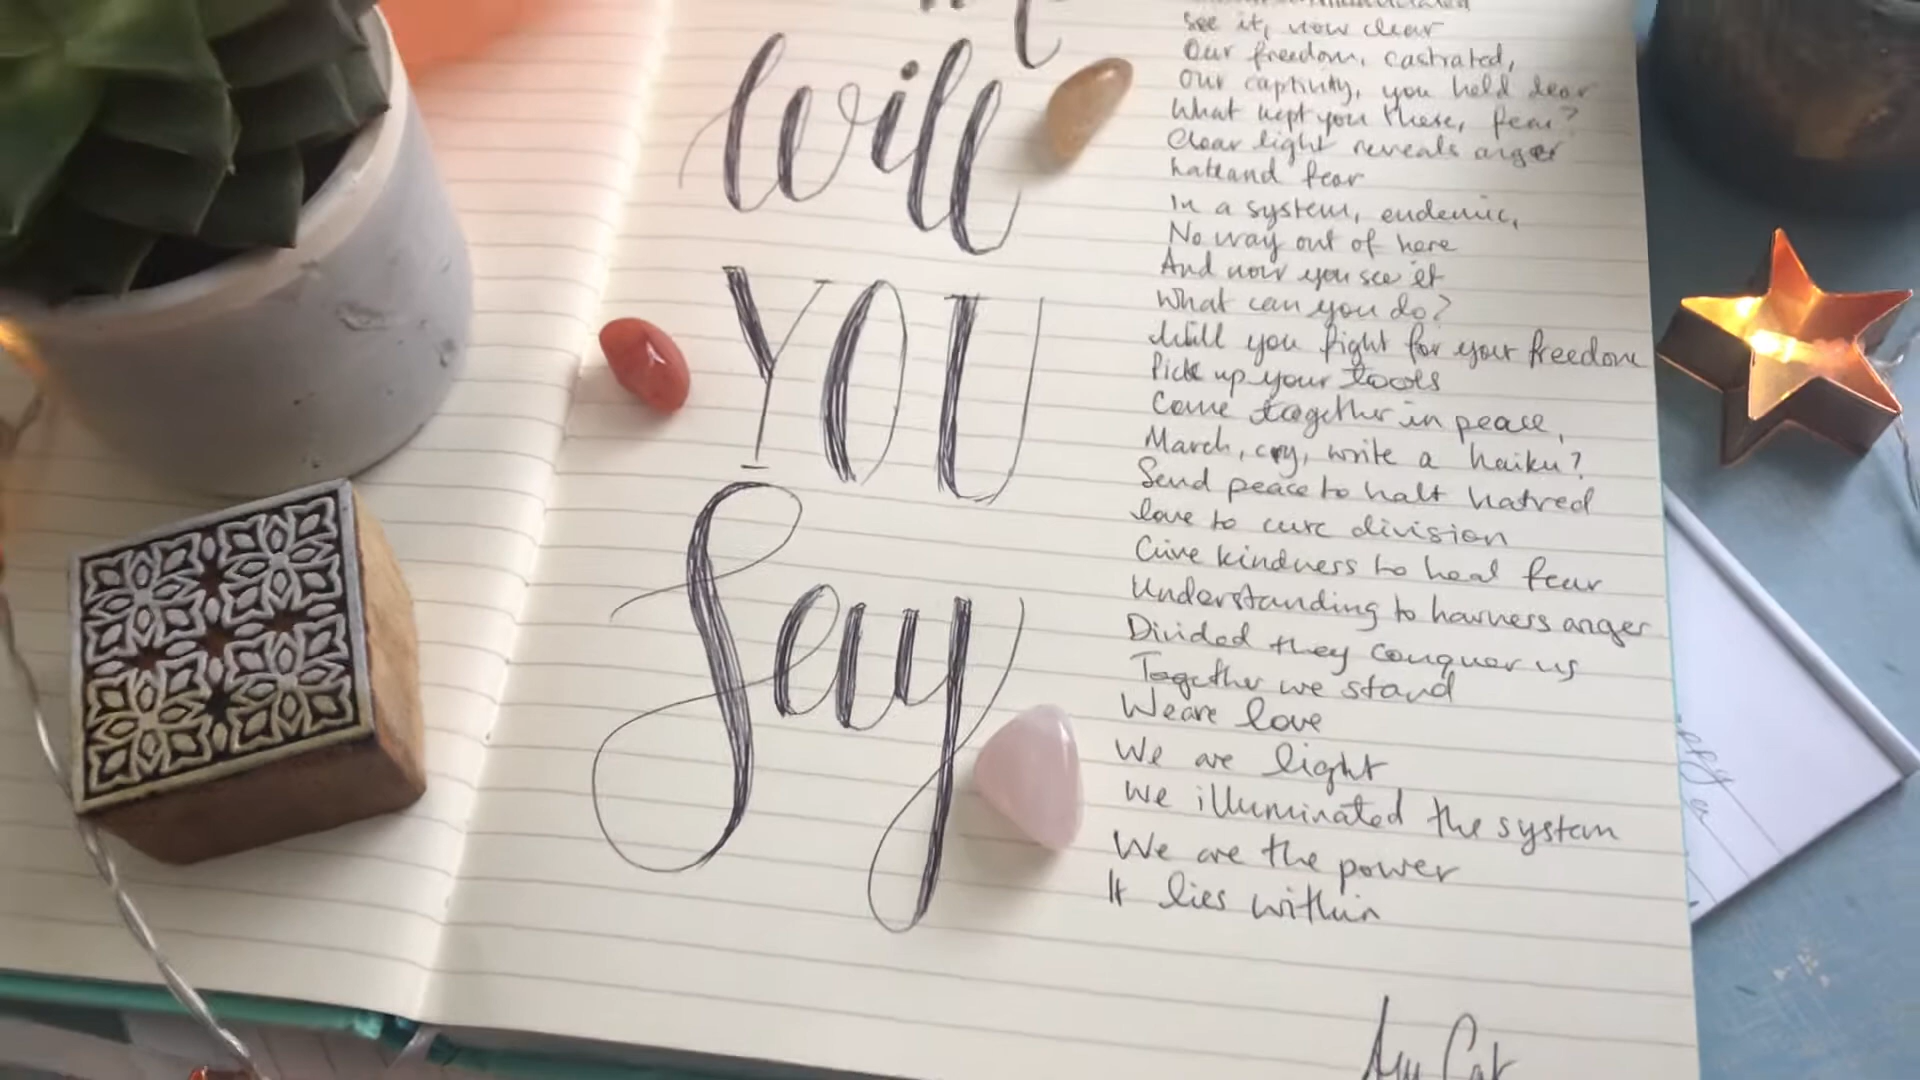 Will
YOU
Say
see it, now clear
Our freedom, castrated,
Our captivity, you held dear
What kept you there, fear?
Clear light reveals anger
hate and fear
In a system, endemic,
No way out of here
And now you see it
What can you do?
Will you fight for your freedom
Pick up your tools
Come together in peace,
March, cry, write a haiku?
Send peace to halt hatred
love to cure division
Give kindness to heal fear
Understanding to harness anger
Divided they conquer us
Together we stand
We are love
We are light
We illuminated the system
We are the power
It lies within